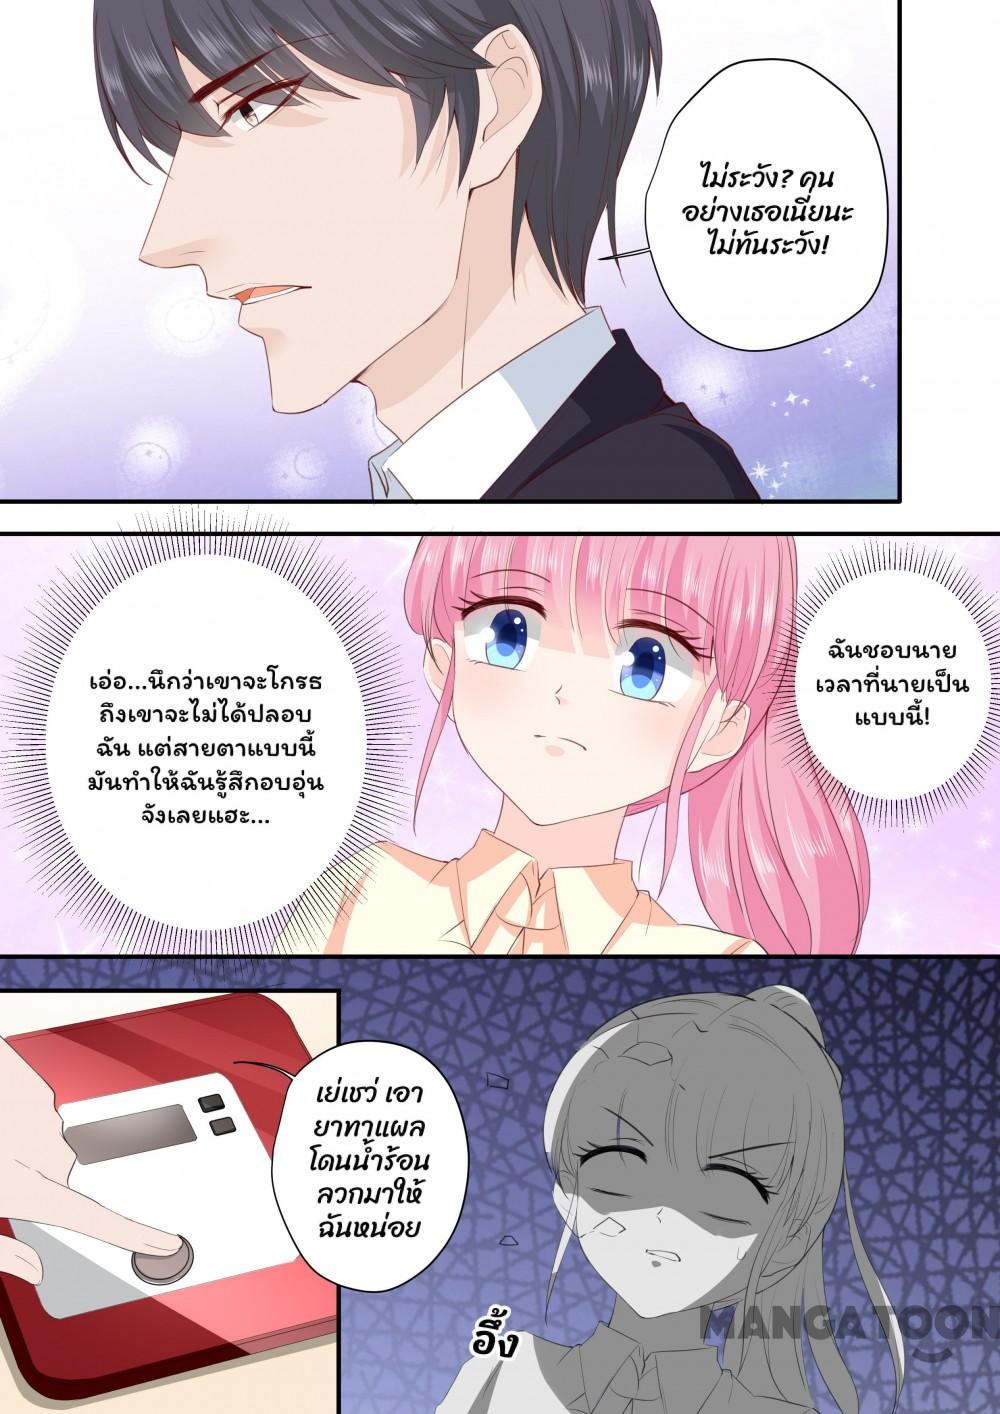 ไม่ระวัง? คน
อย่างเธอเนี่ยนะ
ไม่ทันระวัง!
ฉันชอบนาย
เวลาที่นายเป็น
แบบนี้!
เอ่อ...นึกว่าเขาจะโกรธ
ถึงเขาจะไม่ได้ปลอบ
ฉัน แต่สายตาแบบนี้
มันทำให้ฉันรู้สึกอบอุ่น
จังเลยแฮะ...
เย่เชว่ เอา
ยาทาแผล
โดนน้ำร้อน
ลวกมาให้
ฉันหน่อย
อึ้ง
MANGATOON